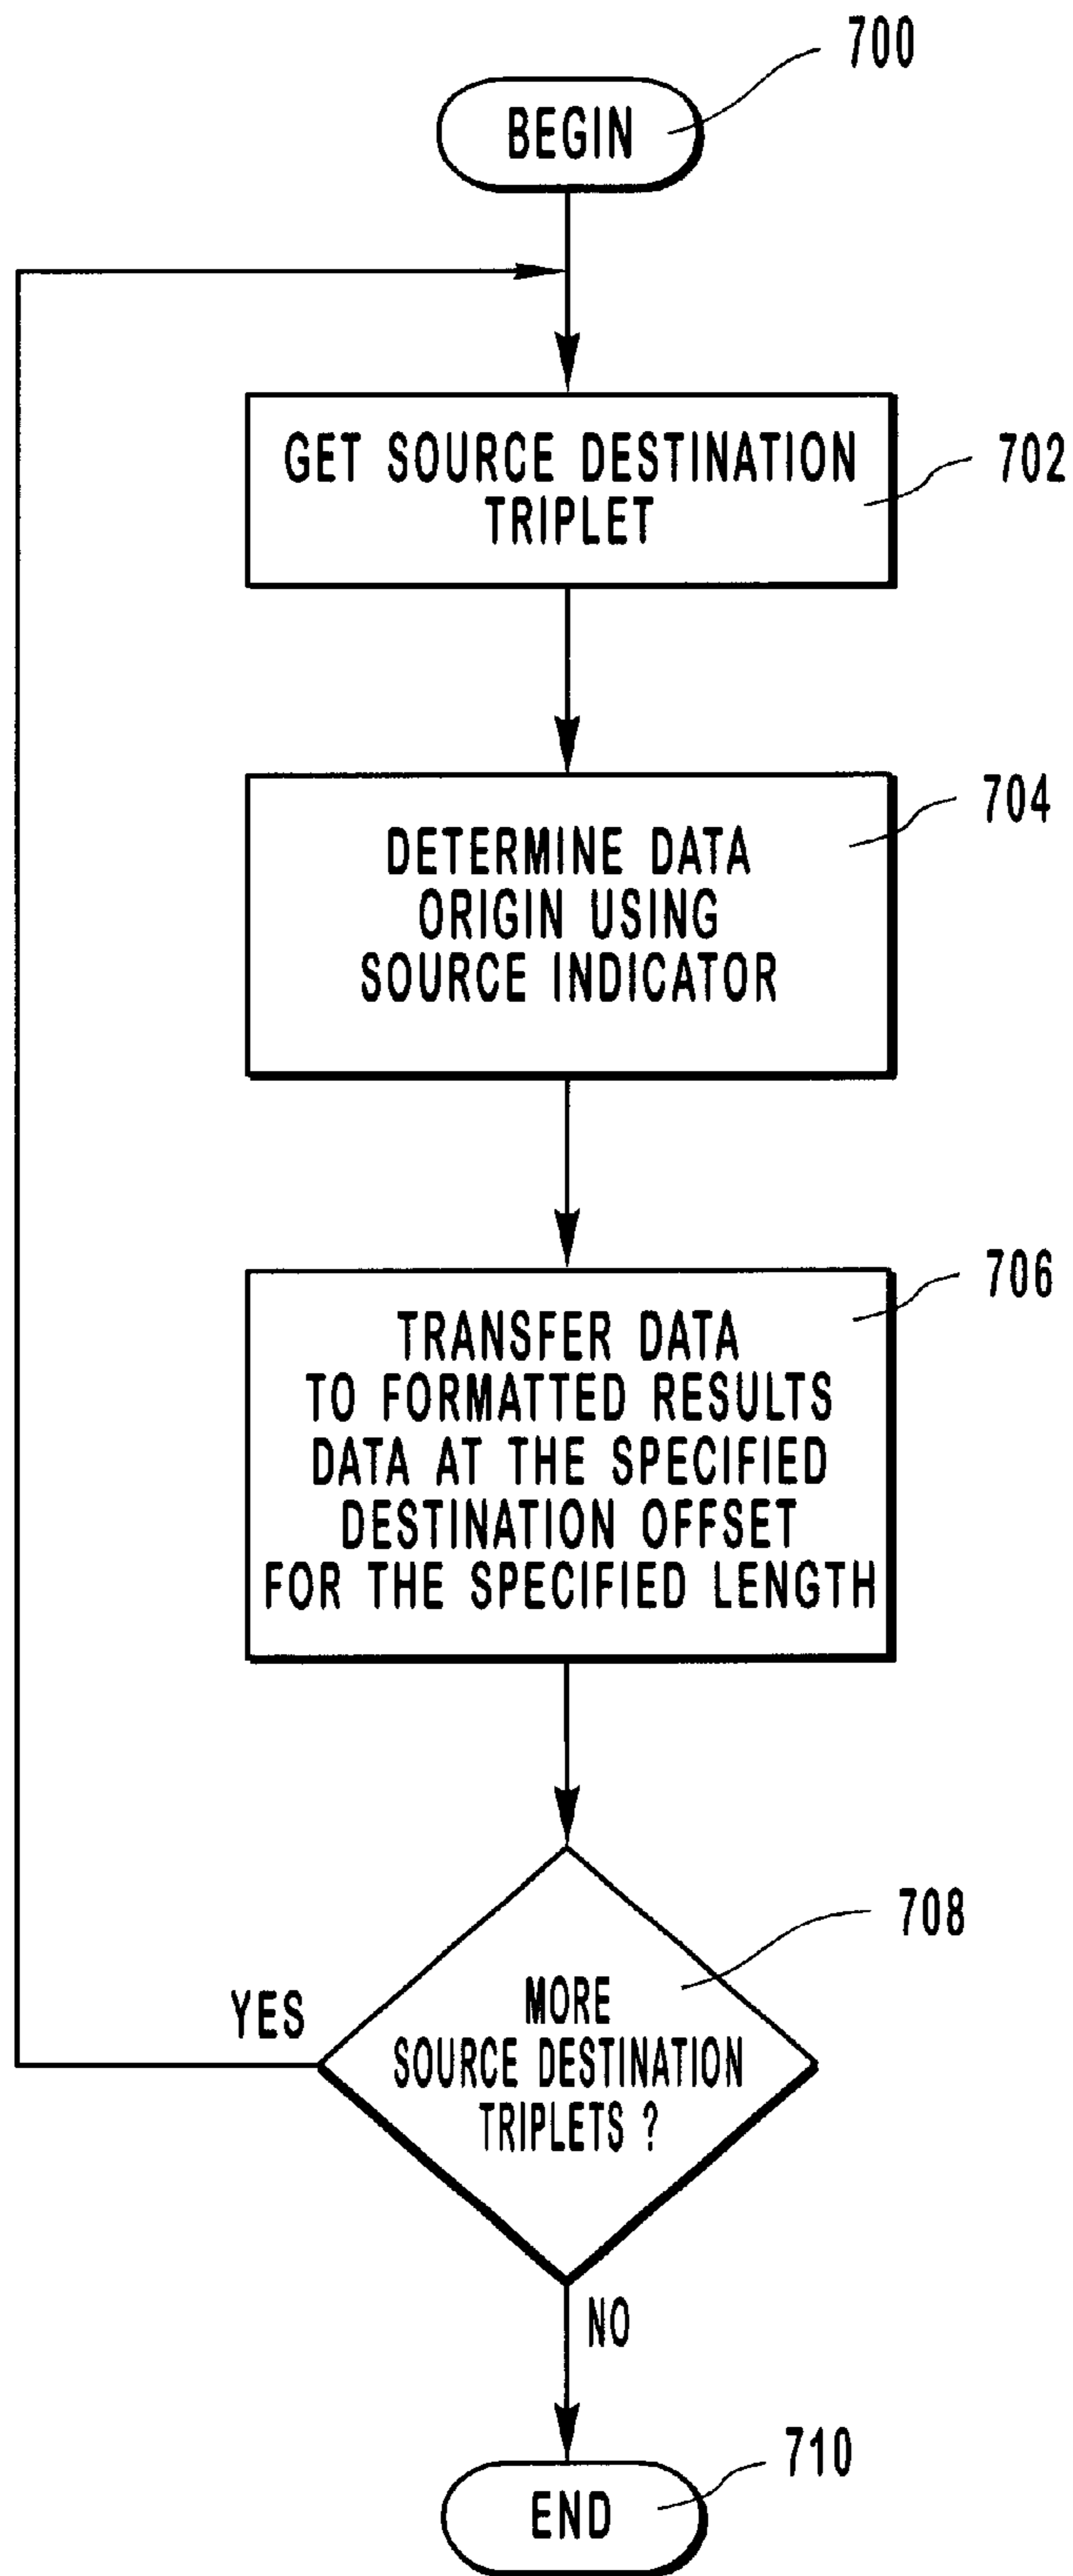 700
BEGIN
GET SOURCE DESTINATION
TRIPLET
702
704
DETERMINE DATA
ORIGIN USING
SOURCE INDICATOR
706
TRANSFER DATA
TO FORMATTED RESULTS
DATA AT THE SPECIFIED
DESTINATION OFFSET
FOR THE SPECIFIED LENGTH
708
YES
MORE
SOURCE DESTINATION
TRIPLETS ?
NO
710
END